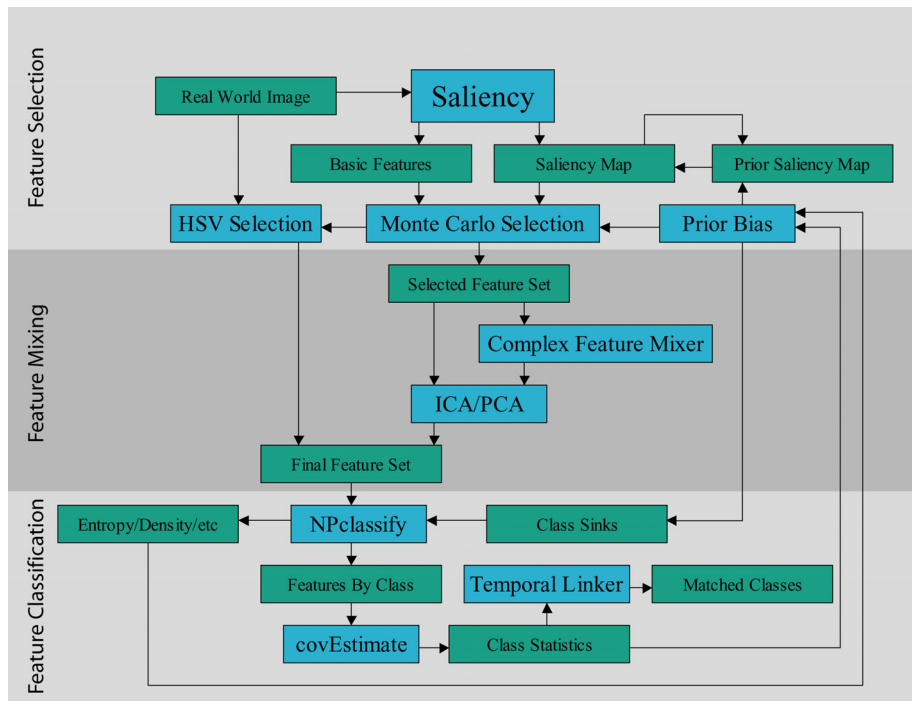 Feature Selection
Real World Image
Saliency
Basic Features
Saliency Map
Prior Saliency Map
HSV Selection
Monte Carlo Selection
Prior Bias
Feature Mixing
Selected Feature Set
Complex Feature Mixer
ICA/PCA
Final Feature Set
Feature Classification
Entropy/Density/etc
NPclassify
Class Sinks
Features By Class
Temporal Linker
Matched Classes
covEstimate
Class Statistics